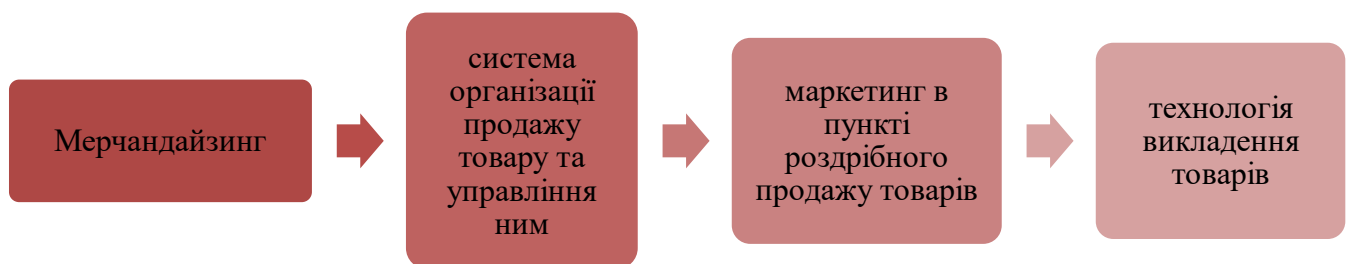 Мерчандайзинг
система
організації
продажу
товару та
управління
ним
маркетинг в
пункті
роздрібного
продажу товарів
технологія
викладення
товарів